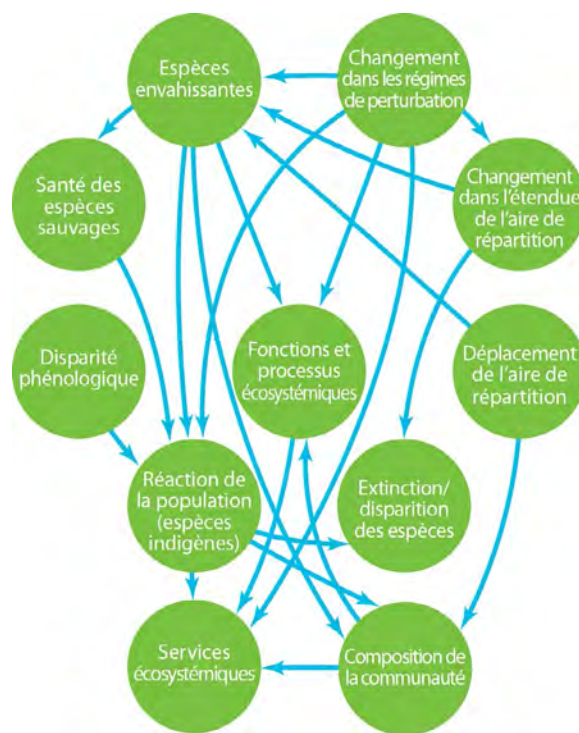 Espèces
envahissantes
Changement
dans les régimes
de perturbation
Santé des
espèces
sauvages
Changement
dans l'étendue
de l'aire de
répartition
Disparité
phénologique
Fonctions et
processus
écosystémiques
Déplacement
de l'aire de
répartition
Réaction de
la population
(espèces
indigènes)
Extinction/
disparition
des espèces
Services
écosystémiques
Composition de
la communauté